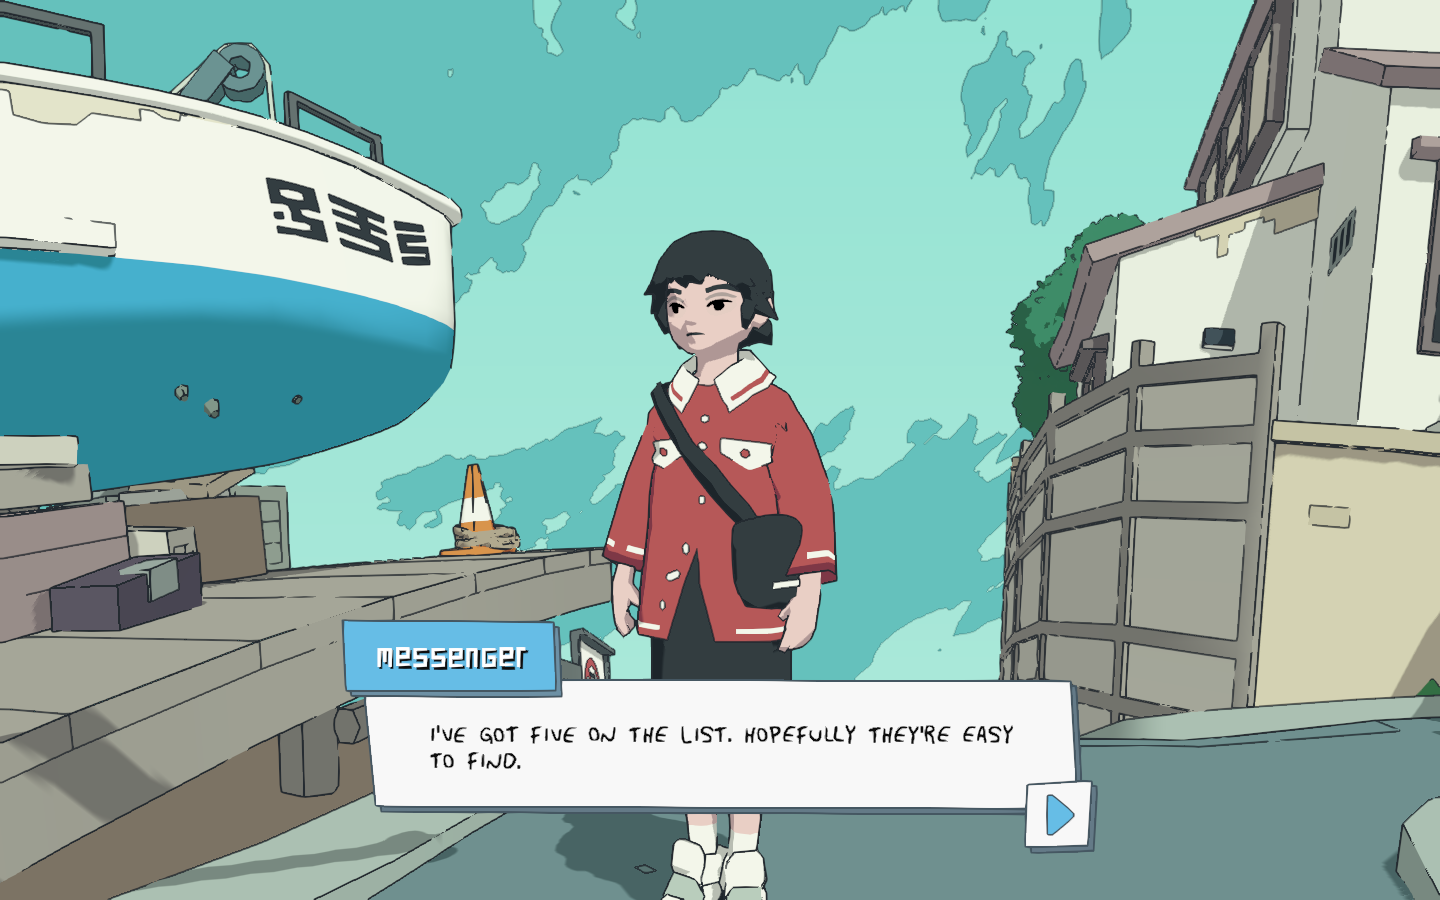 messenger
I'VE GOT FIVE ON THE LIST. HOPEFULLY THEY'RE EASY
TO FIND.